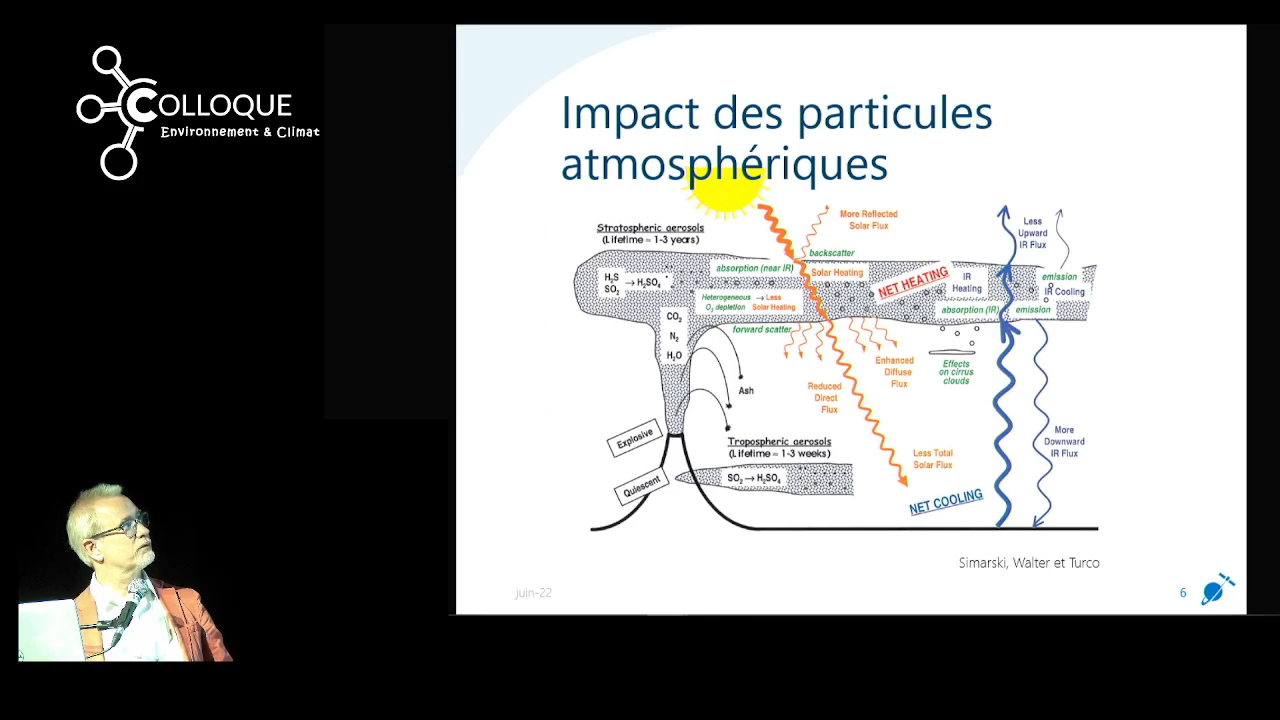 COLLOQUE
Environnement & Climat
Impact des particules
atmosphériques
Stratospheric aerosols
(Lifetime ≈ 1-3 years)
More Reflected
Solar Flux
Less
Upward
IR Flux
backscatter
absorption (near IR)
Solar Heating
NET HEATING
IR
Heating
emission
IR Cooling
H₂S
SO₂
→ H₂SO₄
Heterogeneous → Less
O₃ depletion Solar Heating
absorption (IR)
emission
CO₂
N₂
H₂O
forward scatter
Effects
on cirrus
clouds
Enhanced
Diffuse
Flux
Reduced
Direct
Flux
Ash
Explosive
Quiescent
Tropospheric aerosols
(Lifetime ≈ 1-3 weeks)
SO₂ → H₂SO₄
Less Total
Solar Flux
NET COOLING
More
Downward
IR Flux
Simarski, Walter et Turco
juin-22
6